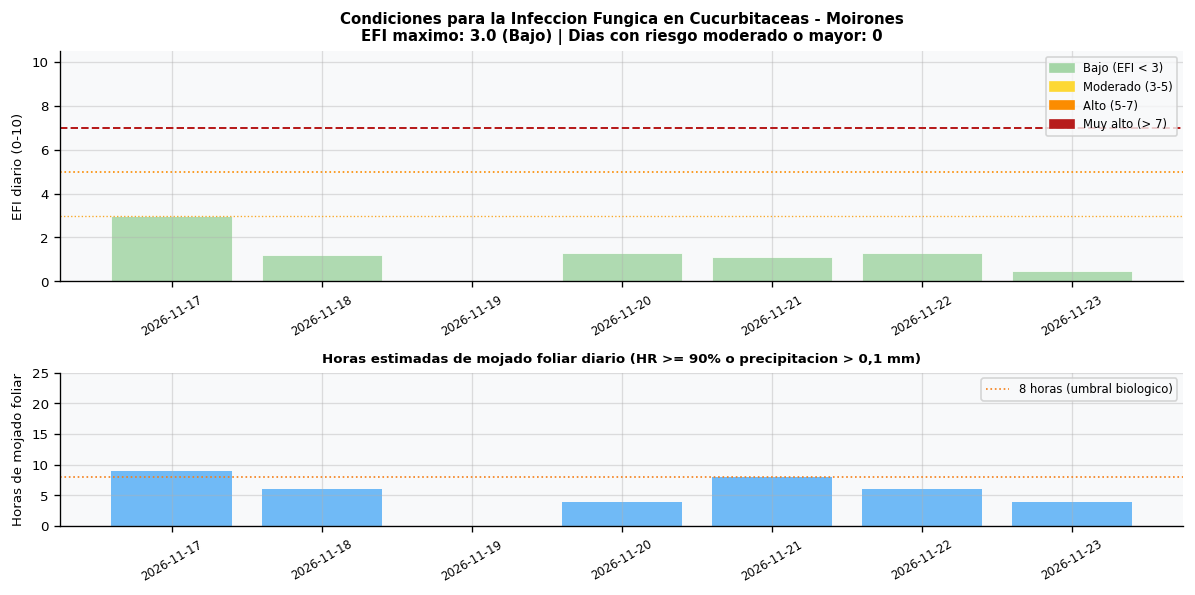 Condiciones para la Infeccion Fungica en Cucurbitaceas - Moirones
EFI maximo: 3.0 (Bajo) | Dias con riesgo moderado o mayor: 0
EFI diario (0-10)
10
8
6
4
2
0
Bajo (EFI < 3)
Moderado (3-5)
Alto (5-7)
Muy alto (> 7)
2026-11-17
2026-11-18
2026-11-19
2026-11-20
2026-11-21
2026-11-22
2026-11-23
Horas estimadas de mojado foliar diario (HR >= 90% o precipitacion > 0,1 mm)
Horas de mojado foliar
25
20
15
10
5
0
8 horas (umbral biologico)
2026-11-17
2026-11-18
2026-11-19
2026-11-20
2026-11-21
2026-11-22
2026-11-23